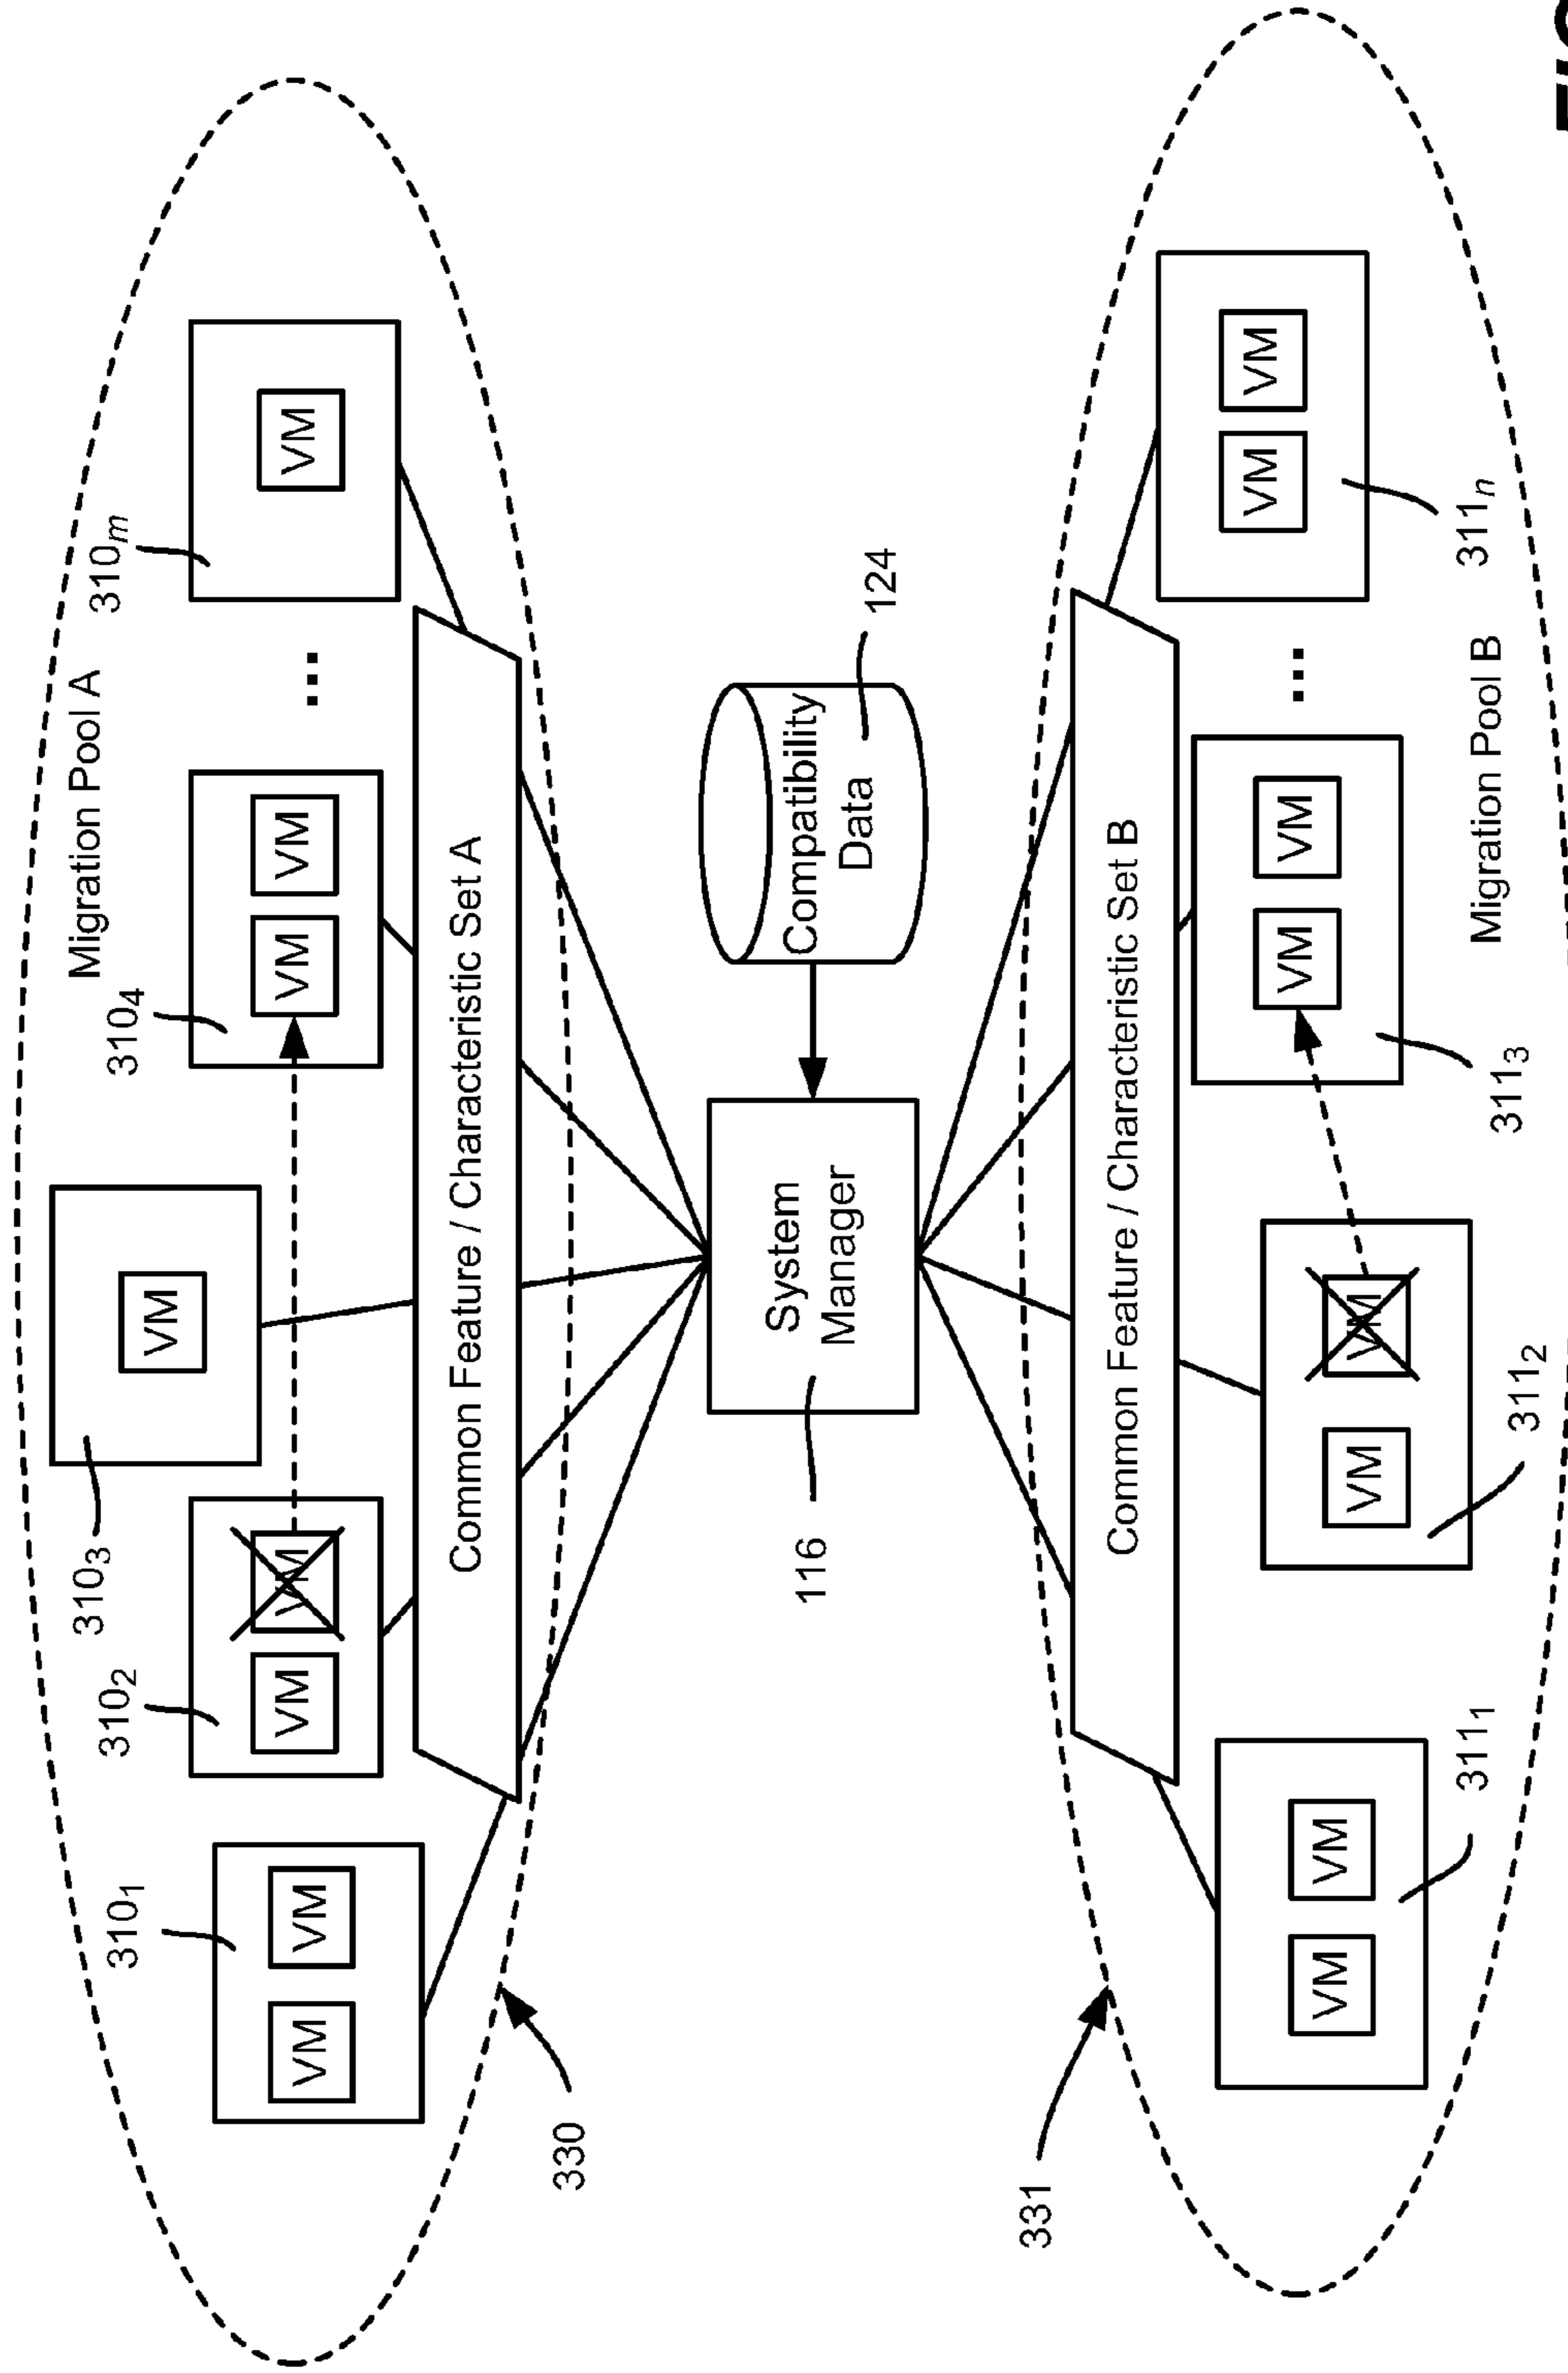 Migration Pool A
310₁
310₂
310₃
310₄
310m
VM
VM VM
VM VM
VM VM
...
VM
Common Feature / Characteristic Set A
330
116
System
Manager
Compatibility
Data
124
331
Common Feature / Characteristic Set B
VM VM
VM VM
VM VM
...
VM VM
311₁
311₂
311₃
311n
Migration Pool B